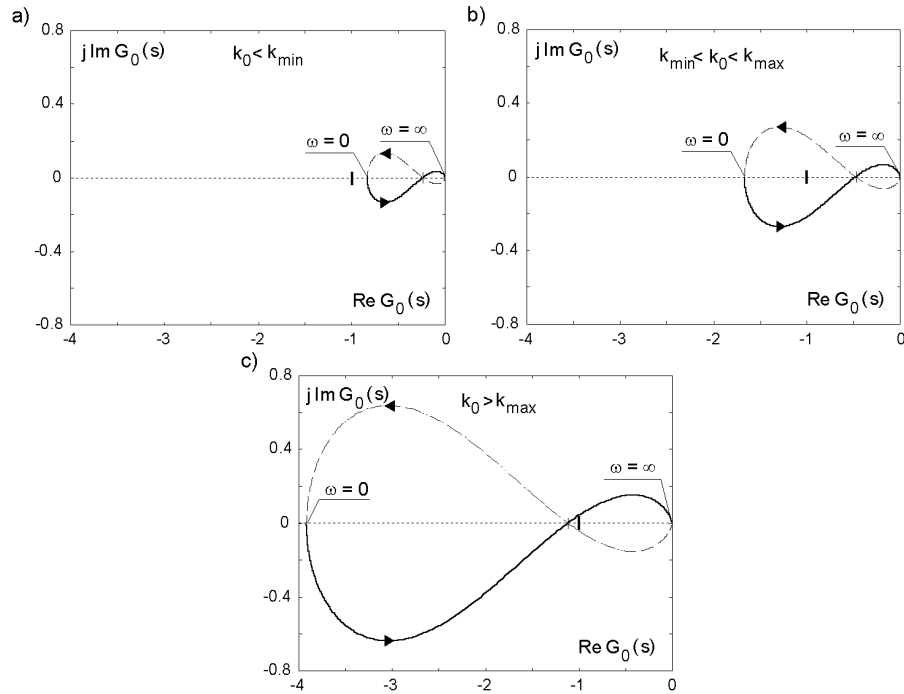 a)
0.8
j Im G₀(s)
k₀< kₘᵢₙ
0.4
ω = 0
ω = ∞
0
-0.4
Re G₀(s)
-0.8
-4 -3 -2 -1 0
b)
0.8
j Im G₀(s)
kₘᵢₙ< k₀< kₘₐₓ
0.4
ω = 0
ω = ∞
0
-0.4
Re G₀(s)
-0.8
-4 -3 -2 -1 0
c)
0.8
j Im G₀(s)
k₀> kₘₐₓ
0.4
ω = 0
ω = ∞
0
-0.4
Re G₀(s)
-0.8
-4 -3 -2 -1 0